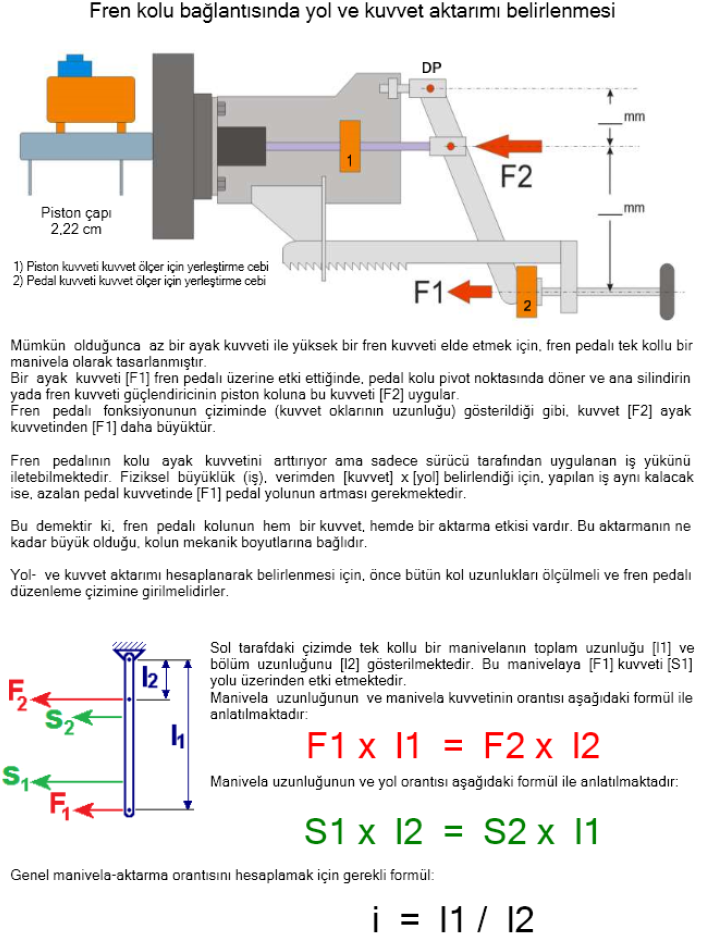 Fren kolu bağlantısında yol ve kuvvet aktarımı belirlenmesi
DP
__ mm
1
F2
Piston çapı
2,22 cm
__ mm
1) Piston kuvveti kuvvet ölçer için yerleştirme cebi
2) Pedal kuvveti kuvvet ölçer için yerleştirme cebi
F1
2
Mümkün olduğunca az bir ayak kuvveti ile yüksek bir fren kuvveti elde etmek için, fren pedalı tek kollu bir
manivela olarak tasarlanmıştır.
Bir ayak kuvveti [F1] fren pedalı üzerine etki ettiğinde, pedal kolu pivot noktasında döner ve ana silindirin
yada fren kuvveti güçlendiricinin piston koluna bu kuvveti [F2] uygular.
Fren pedalı fonksiyonunun çiziminde (kuvvet oklarının uzunluğu) gösterildiği gibi, kuvvet [F2] ayak
kuvvetinden [F1] daha büyüktür.
Fren pedalının kolu ayak kuvvetini arttırıyor ama sadece sürücü tarafından uygulanan iş yükünü
iletebilmektedir. Fiziksel büyüklük (iş), verimden [kuvvet] x [yol] belirlendiği için, yapılan iş aynı kalacak
ise, azalan pedal kuvvetinde [F1] pedal yolunun artması gerekmektedir.
Bu demektir ki, fren pedalı kolunun hem bir kuvvet, hemde bir aktarma etkisi vardır. Bu aktarmanın ne
kadar büyük olduğu, kolun mekanik boyutlarına bağlıdır.
Yol- ve kuvvet aktarımı hesaplanarak belirlenmesi için, önce bütün kol uzunlukları ölçülmeli ve fren pedalı
düzenleme çizimine girilmelidirler.
Sol tarafdaki çizimde tek kollu bir manivelanın toplam uzunluğu [l1] ve
bölüm uzunluğunu [l2] gösterilmektedir. Bu manivelaya [F1] kuvveti [S1]
yolu üzerinden etki etmektedir.
Manivela uzunluğunun ve manivela kuvvetinin orantısı aşağıdaki formül ile
anlatılmaktadır:
l2
F2
S2
l1
S1
F1
F1 x l1 = F2 x l2
Manivela uzunluğunun ve yol orantısı aşağıdaki formül ile anlatılmaktadır:
S1 x l2 = S2 x l1
Genel manivela-aktarma orantısını hesaplamak için gerekli formül:
i = l1 / l2